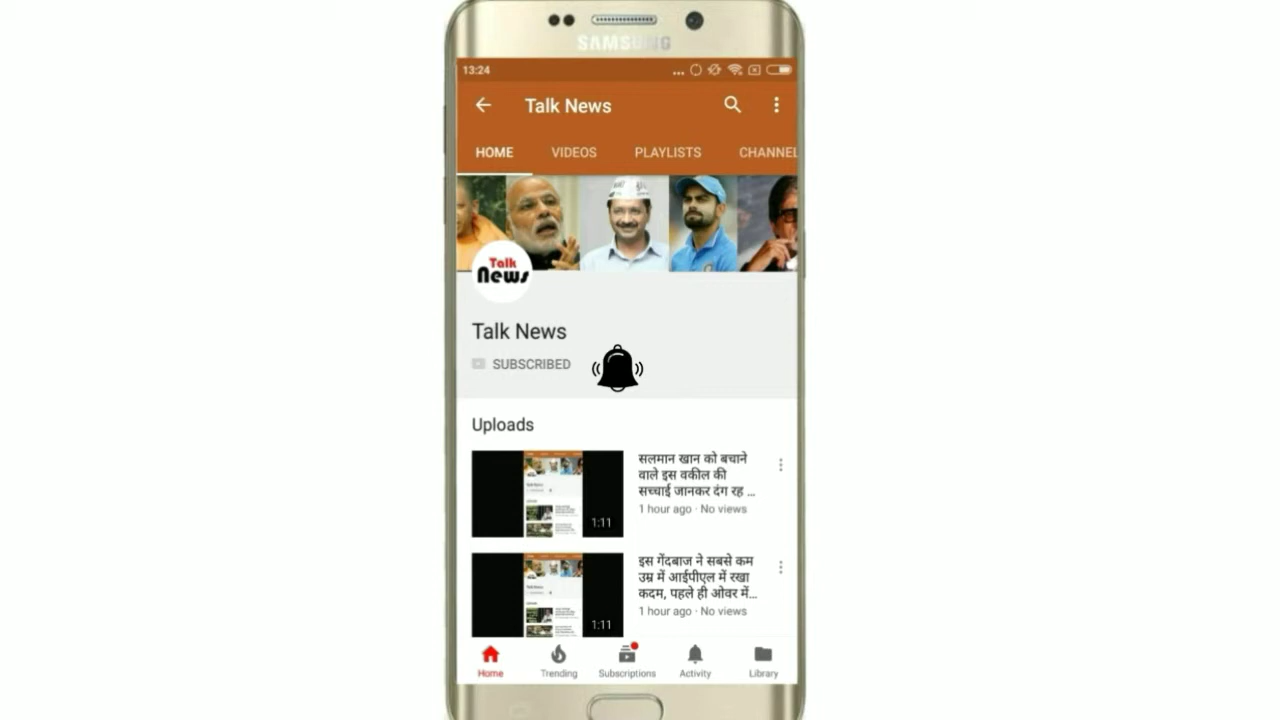 SAMSUNG
13:24
Talk News
HOME VIDEOS PLAYLISTS CHANNEL
Talk
News
Talk News
SUBSCRIBED
Uploads
सलमान खान को बचाने
वाले इस वकील की
सच्चाई जानकर दंग रह ...
1 hour ago · No views
1:11
इस गेंदबाज ने सबसे कम
उम्र में आईपीएल में रखा
कदम, पहले ही ओवर में...
1 hour ago · No views
1:11
Home Trending Subscriptions Activity Library